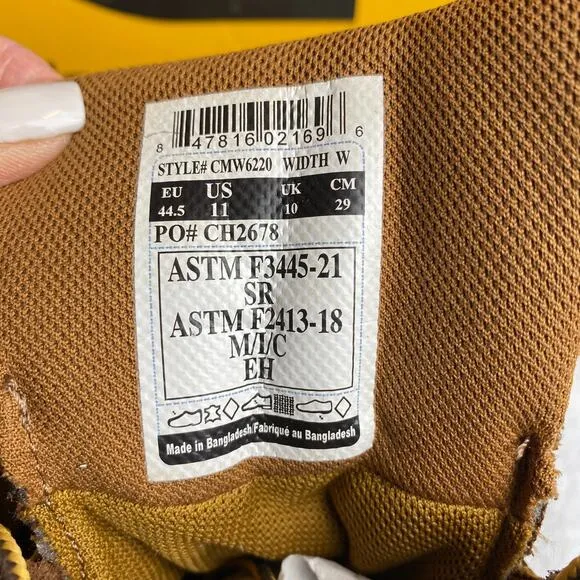 8 47816 02169 6
STYLE# CMW6220 WIDTH W
EU US UK CM
44.5 11 10 29
PO# CH2678
ASTM F3445-21
SR
ASTM F2413-18
M/I/C
EH
Made in Bangladesh Fabriqué au Bangladesh